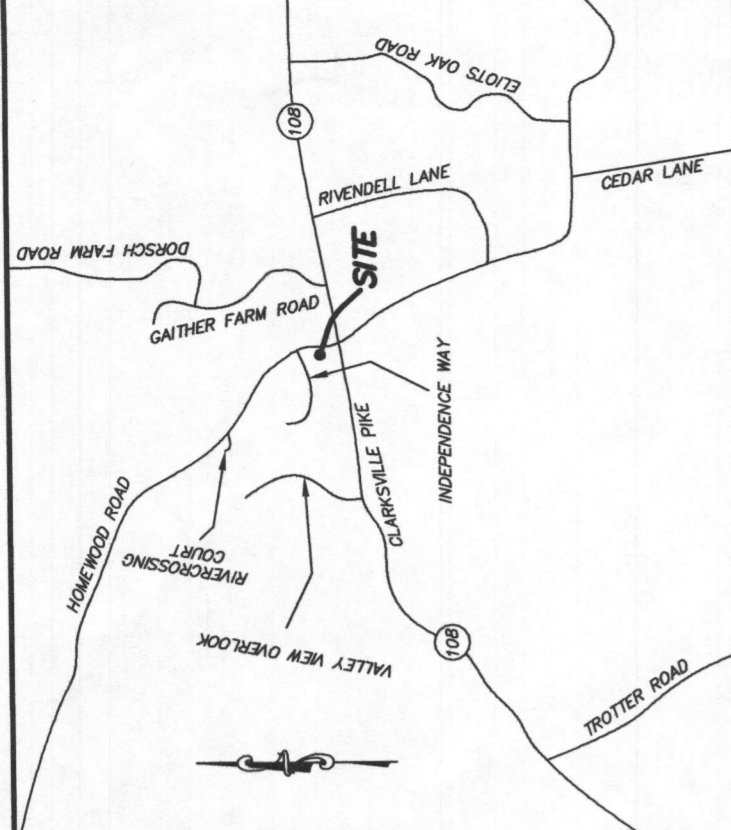 ELIOTS OAK ROAD
108
RIVENDELL LANE
CEDAR LANE
DORSCH FARM ROAD
SITE
GAITHER FARM ROAD
INDEPENDENCE WAY
CLARKSVILLE PIKE
HOMEWOOD ROAD
RIVERCROSSING
COURT
VALLEY VIEW OVERLOOK
108
TROTTER ROAD